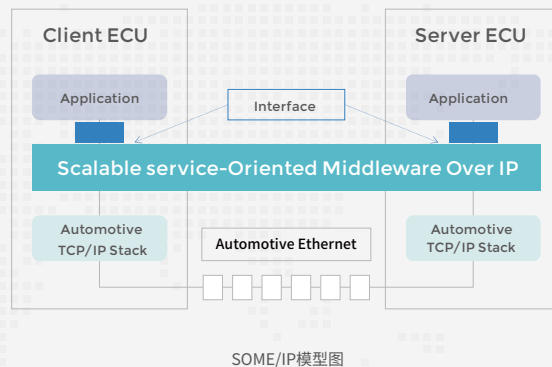 Client ECU
Server ECU
Application
Interface
Application
Scalable service-Oriented Middleware Over IP
Automotive
TCP/IP Stack
Automotive Ethernet
Automotive
TCP/IP Stack
SOME/IP模型图